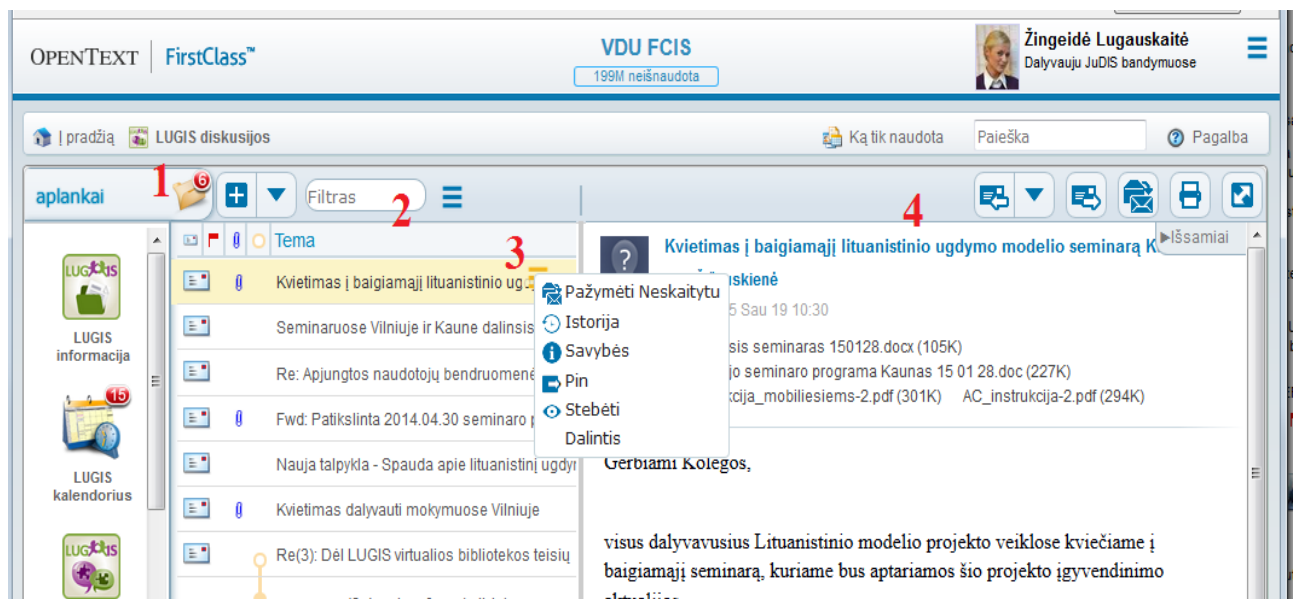 OPENTEXT FirstClass™
VDU FCIS
199M neišnaudota
Žingeidė Lugauskaitė
Dalyvauju JuDIS bandymuose
Į pradžią LUGIS diskusijos
Ką tik naudota
Paieška
Pagalba
aplankai
1
6
Filtras
2
4
LUGIS
LUGIS
informacija
15
LUGIS
kalendorius
LUGIS
Tema
3
Kvietimas į baigiamąjį lituanistinio ug
Seminaruose Vilniuje ir Kaune dalinsis
Re: Apjungtos naudotojų bendruomenė
Fwd: Patikslinta 2014.04.30 seminaro
Nauja talpykla - Spauda apie lituanistinį ugdy
Kvietimas dalyvauti mokymuose Vilniuje
Re(3): Dėl LUGIS virtualios bibliotekos teisių
Pažymėti Neskaitytu
Istorija
Savybės
Pin
Stebėti
Dalintis
Kvietimas į baigiamąjį lituanistinio ugdymo modelio seminarą K
Išsamiai
uskienė
5 Sau 19 10:30
sis seminaras 150128.docx (105K)
jo seminaro programa Kaunas 15 01 28.doc (227K)
kcija_mobiliesiems-2.pdf (301K) AC_instrukcija-2.pdf (294K)
Gerbiami Kolegos,
visus dalyvavusius Lituanistinio modelio projekto veiklose kviečiame į
baigiamąjį seminarą, kuriame bus aptariamos šio projekto įgyvendinimo